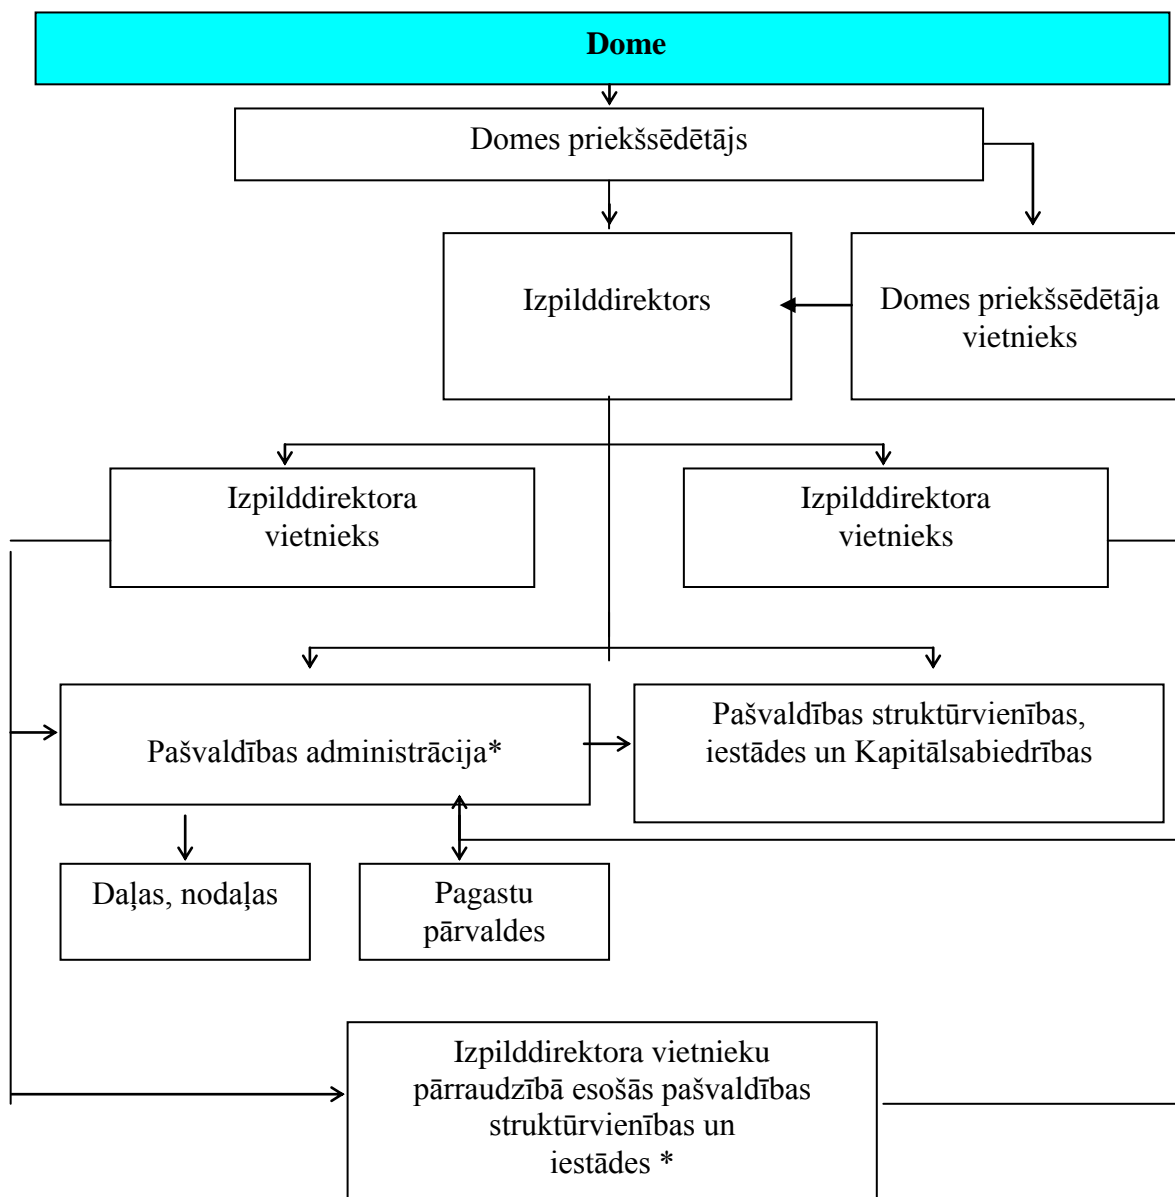 Dome
Domes priekšsēdētājs
Izpilddirektors
Domes priekšsēdētāja
vietnieks
Izpilddirektora
vietnieks
Izpilddirektora
vietnieks
Pašvaldības administrācija*
Pašvaldības struktūrvienības,
iestādes un Kapitālsabiedrības
Daļas, nodaļas
Pagastu
pārvaldes
Izpilddirektora vietnieku
pārraudzībā esošās pašvaldības
struktūrvienības un
iestādes *